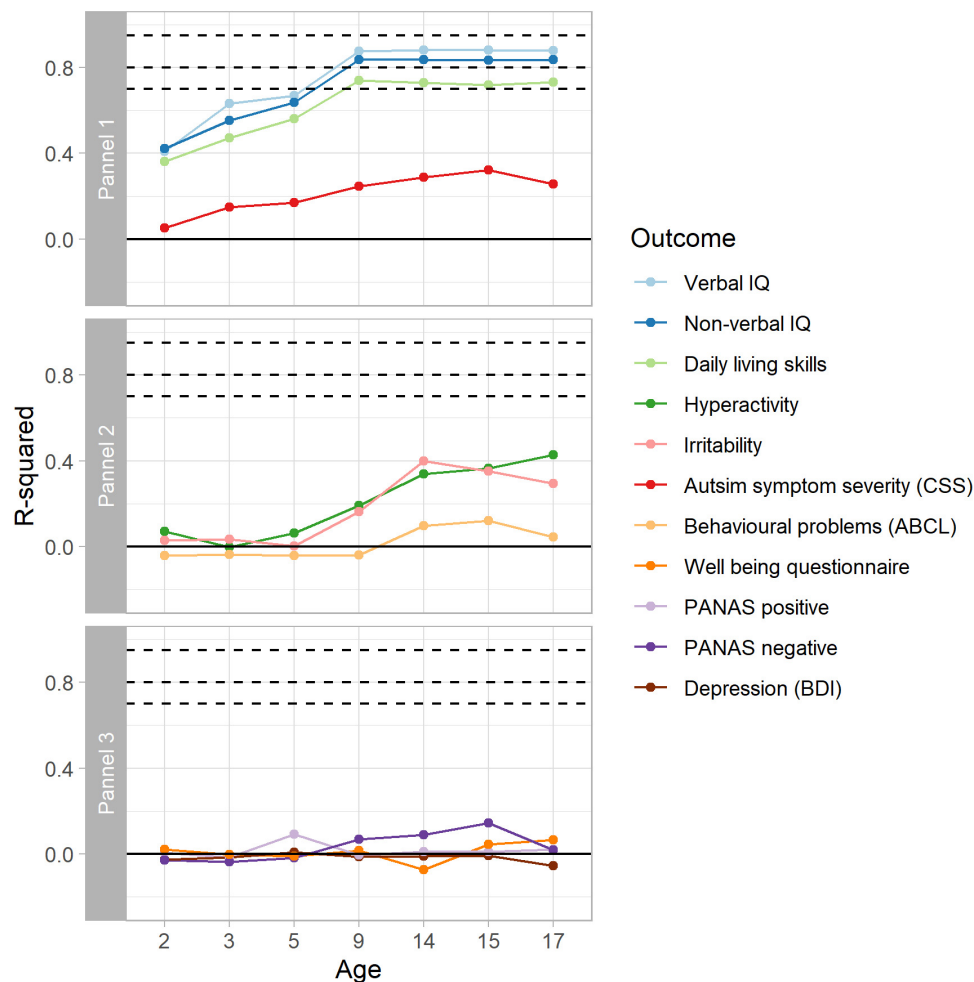 Pannel 1
0.8
0.4
0.0
Pannel 2
0.8
0.4
0.0
Pannel 3
0.8
0.4
0.0
R-squared
2 3 5 9 14 15 17
Age
Outcome
Verbal IQ
Non-verbal IQ
Daily living skills
Hyperactivity
Irritability
Autsim symptom severity (CSS)
Behavioural problems (ABCL)
Well being questionnaire
PANAS positive
PANAS negative
Depression (BDI)